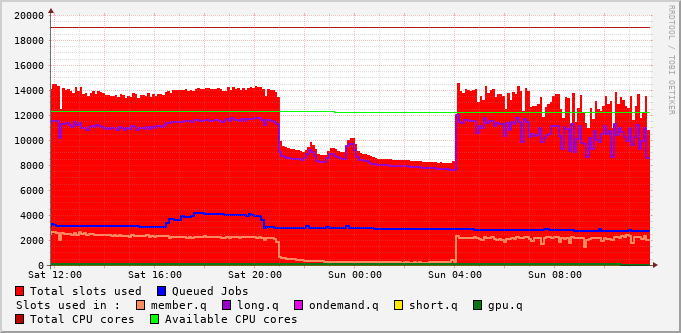 20000
18000
16000
14000
12000
10000
8000
6000
4000
2000
0
Sat 12:00 Sat 16:00 Sat 20:00 Sun 00:00 Sun 04:00 Sun 08:00
Total slots used Queued Jobs
Slots used in : member.q long.q ondemand.q short.q gpu.q
Total CPU cores Available CPU cores
RRDTOOL / TOBI OETIKER